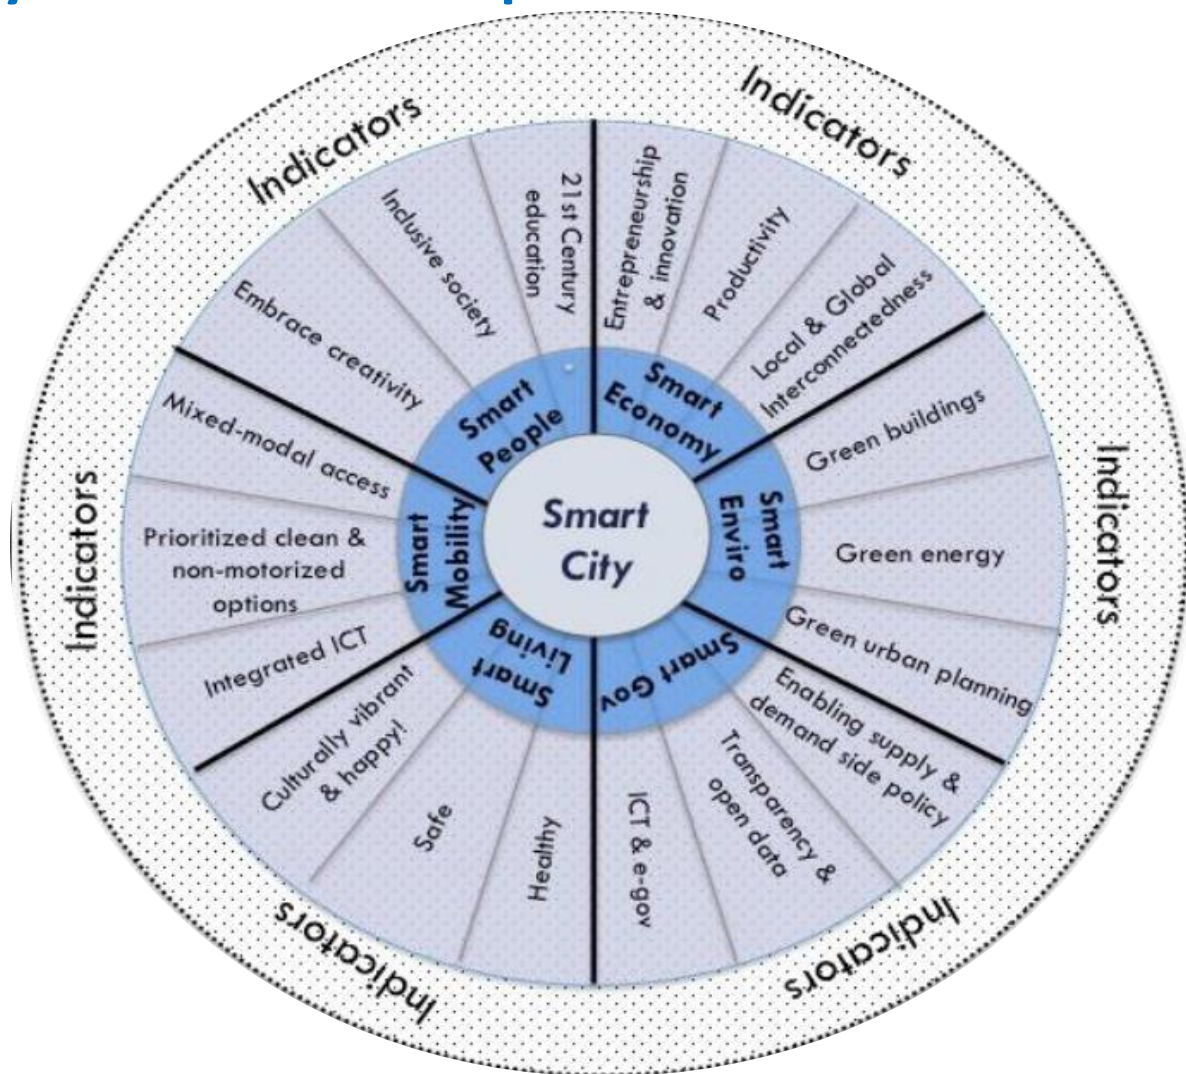 Indicators
Indicators
Indicators
Indicators
Indicators
Indicators
Smart
City
Smart
Economy
Entrepreneurship
& innovation
Productivity
Local & Global
Interconnectedness
Smart
Enviro
Green buildings
Green energy
Green urban planning
Smart Gov
Enabling supply &
demand side policy
Transparency &
open data
ICT & e-gov
Smart
Living
Healthy
Safe
Culturally vibrant
& happy!
Smart
Mobility
Integrated ICT
Prioritized clean &
non-motorized
options
Mixed-modal access
Smart
People
Embrace creativity
Inclusive society
21st Century
education